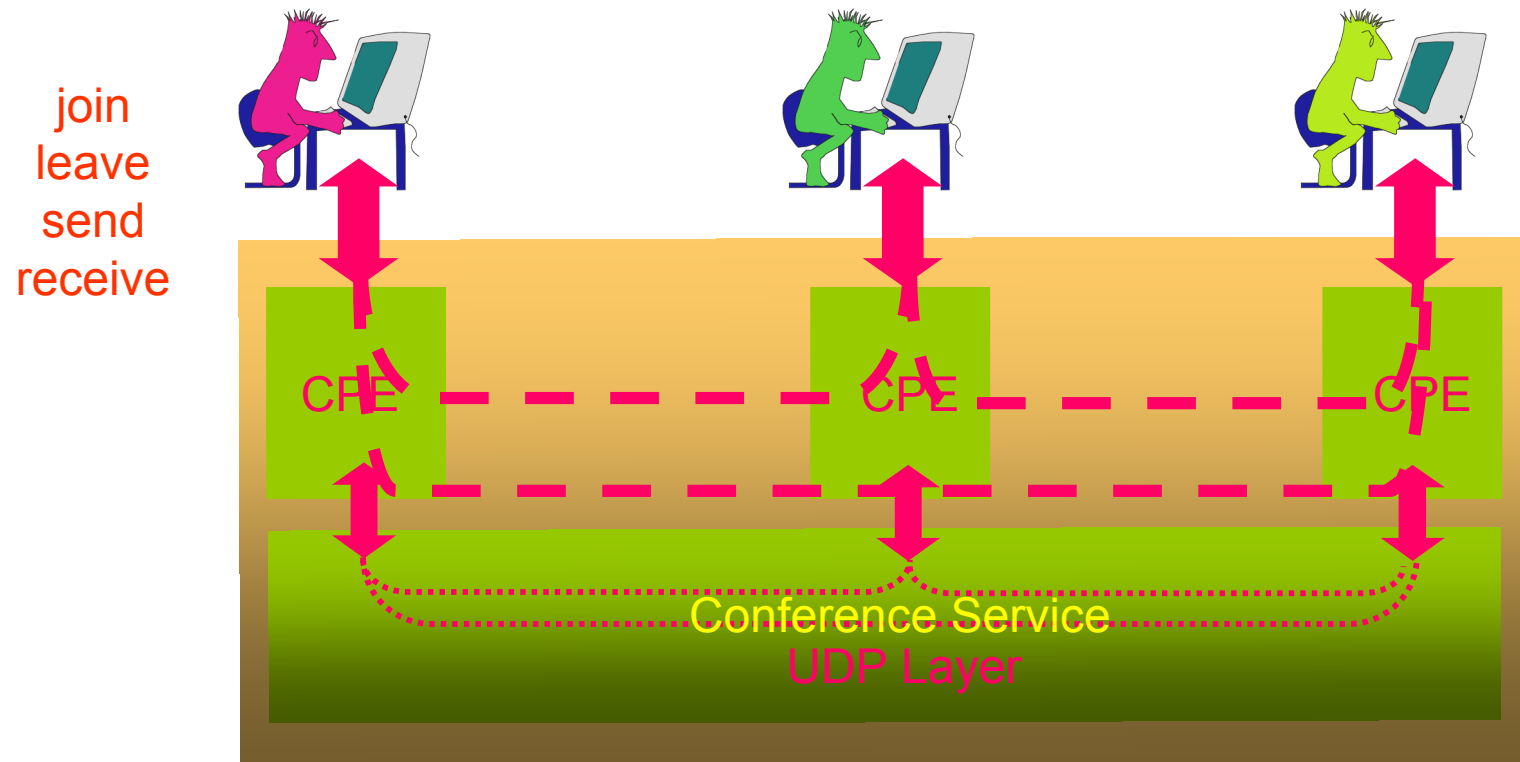 join
leave
send
receive
CPE
CPE
CPE
Conference Service
UDP Layer